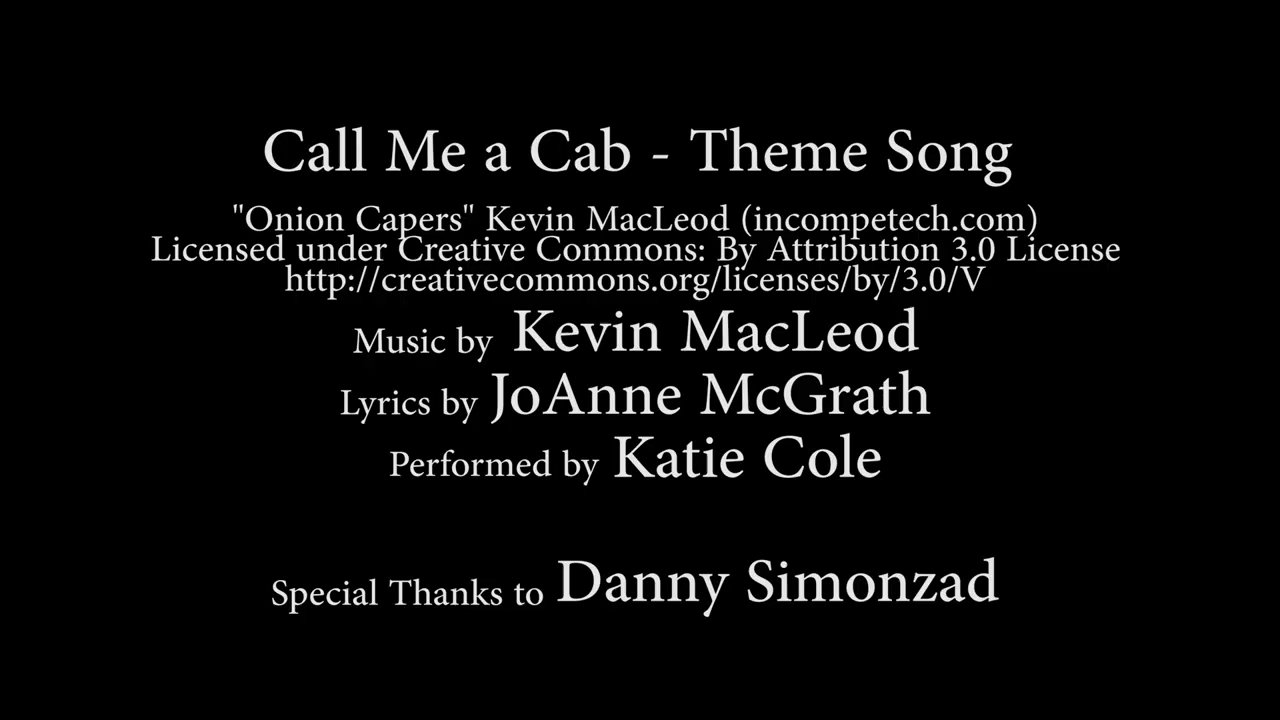 Call Me a Cab - Theme Song
"Onion Capers" Kevin MacLeod (incompetech.com)
Licensed under Creative Commons: By Attribution 3.0 License
http://creativecommons.org/licenses/by/3.0/V
Music by Kevin MacLeod
Lyrics by JoAnne McGrath
Performed by Katie Cole
Special Thanks to Danny Simonzad